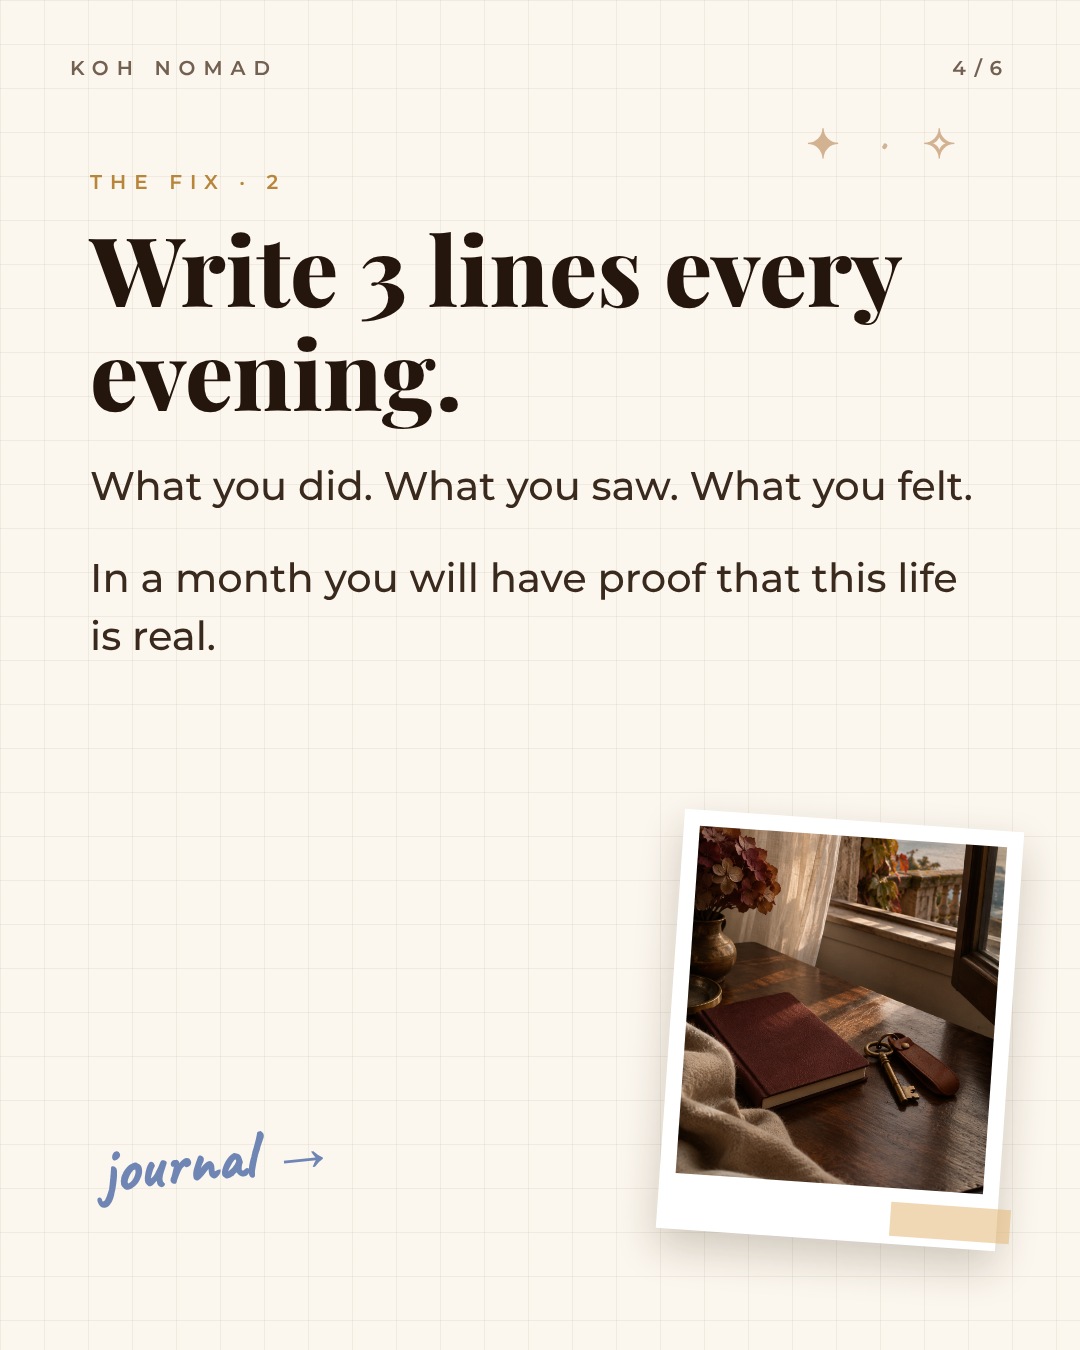 KOH NOMAD
4/6
THE FIX · 2
Write 3 lines every
evening.
What you did. What you saw. What you felt.
In a month you will have proof that this life
is real.
journal →